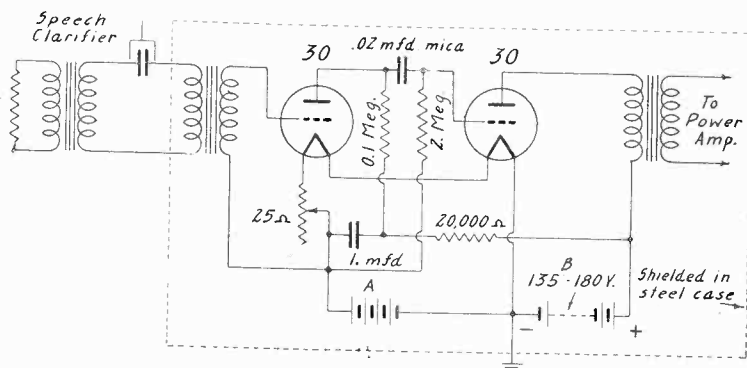 Speech
Clarifier
30
.02 mfd mica
30
0.1 Meg.
2. Meg.
To
Power
Amp.
25Ω
20,000 Ω
1. mfd
A
B
135-180V.
Shielded in
steel case
-
+